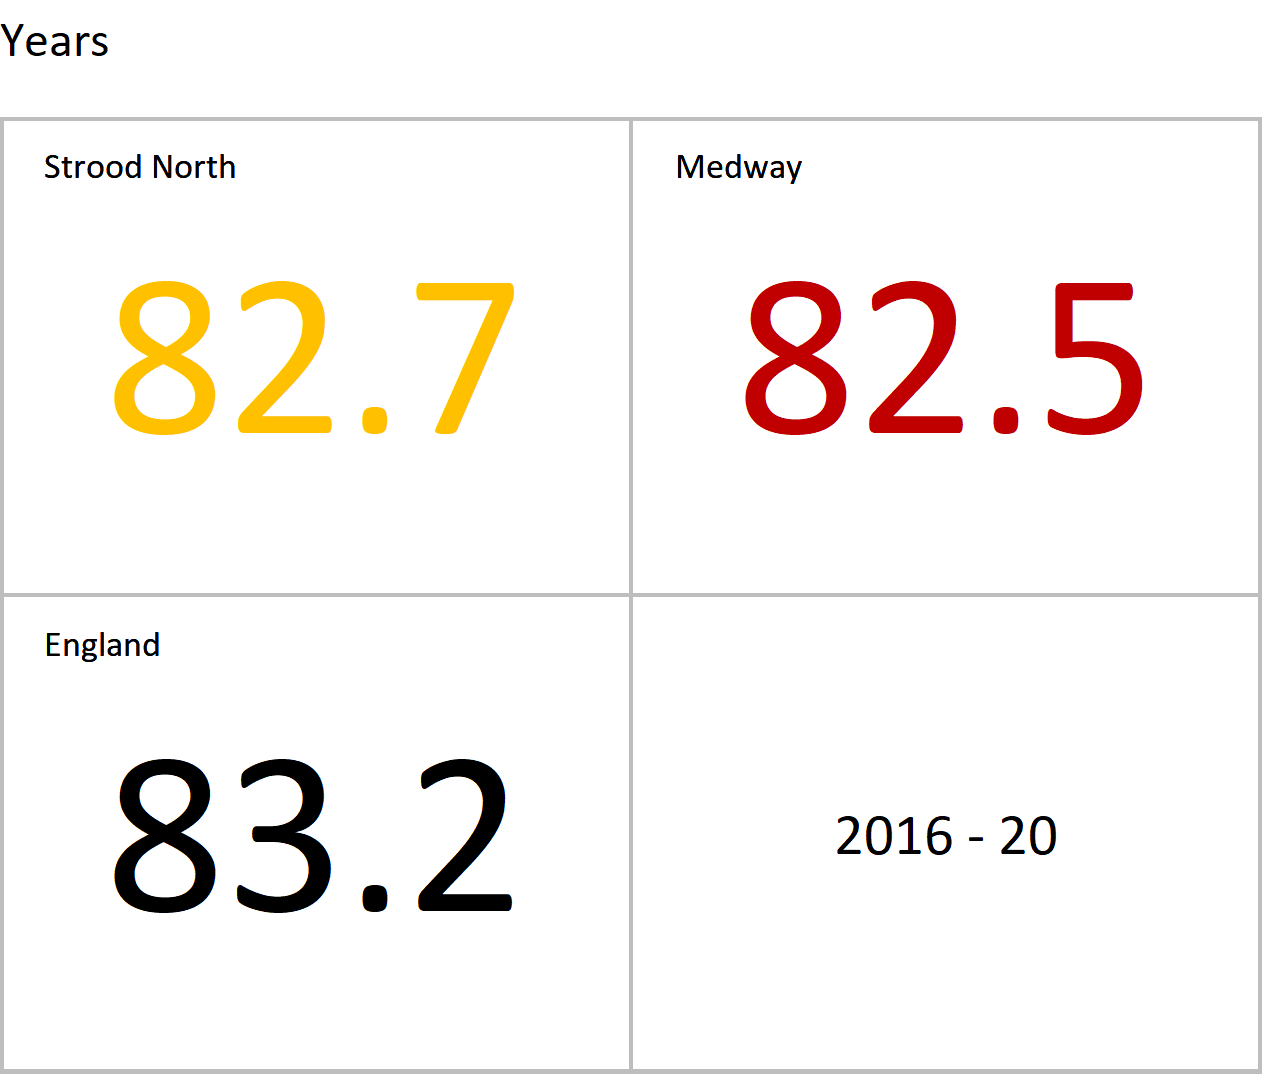 Years
Strood North
82.7
Medway
82.5
England
83.2
2016 - 20